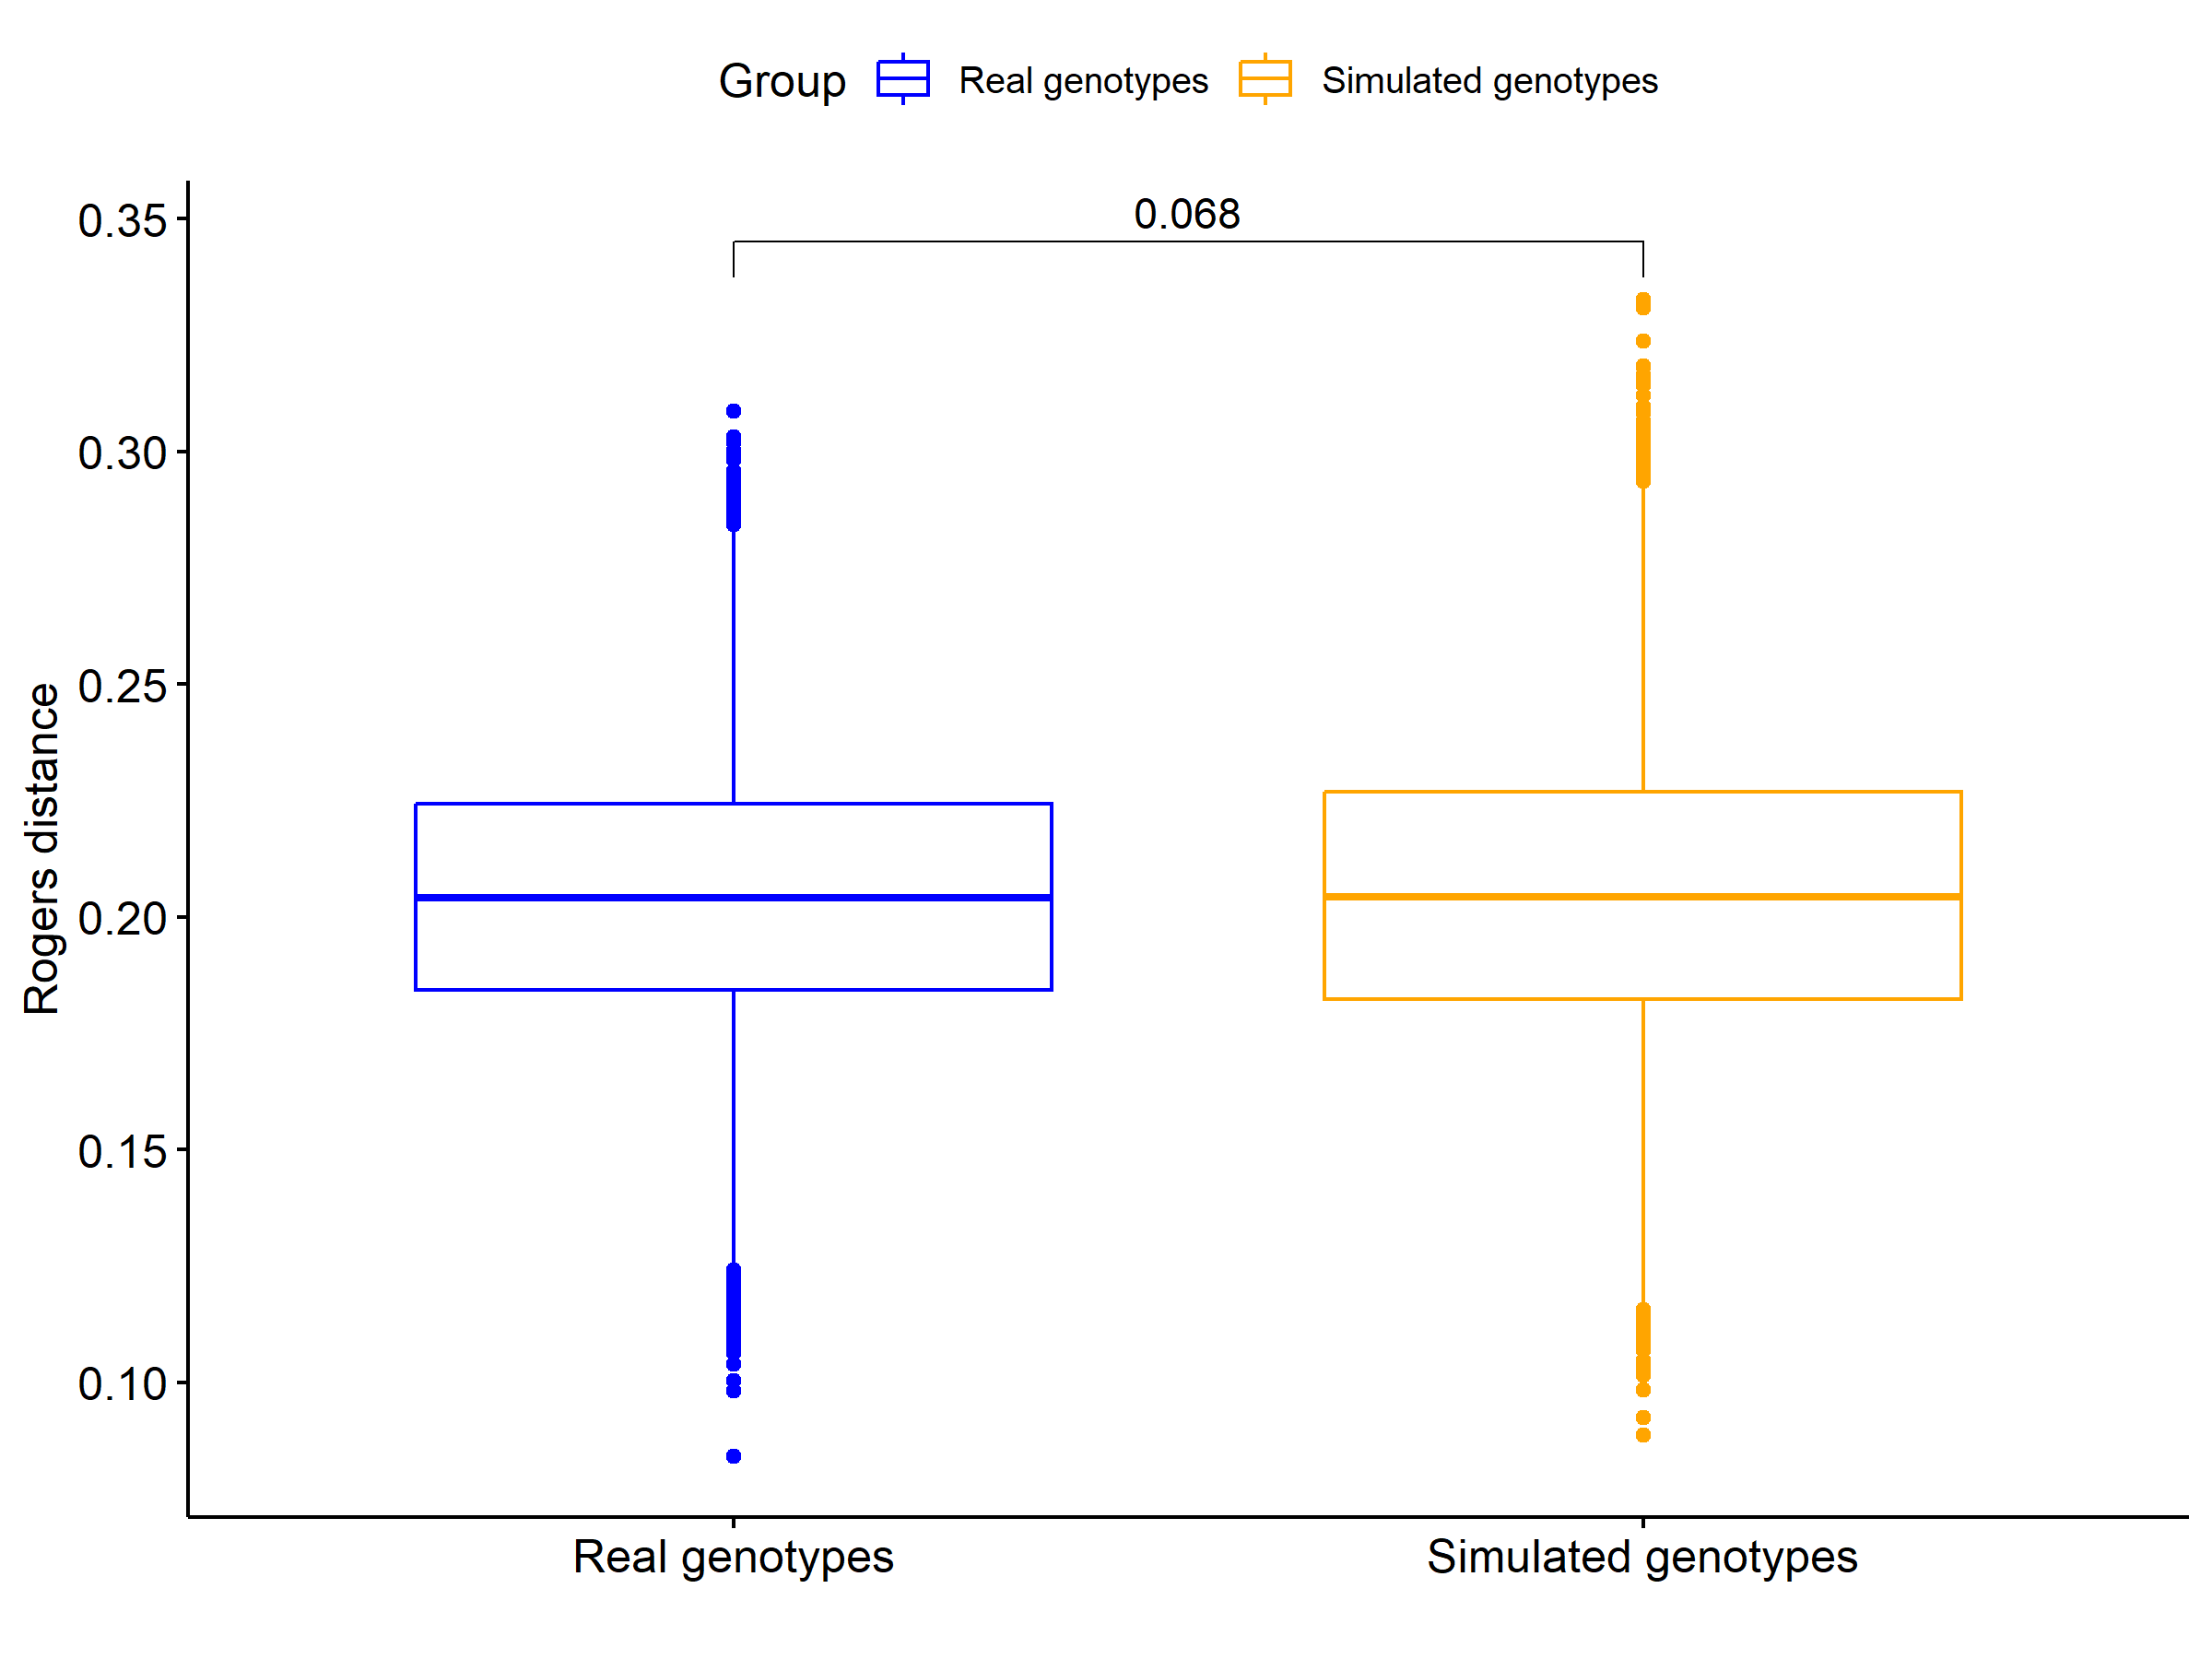 Group Real genotypes Simulated genotypes
0.068
0.35
0.30
0.25
0.20
0.15
0.10
Rogers distance
Real genotypes Simulated genotypes